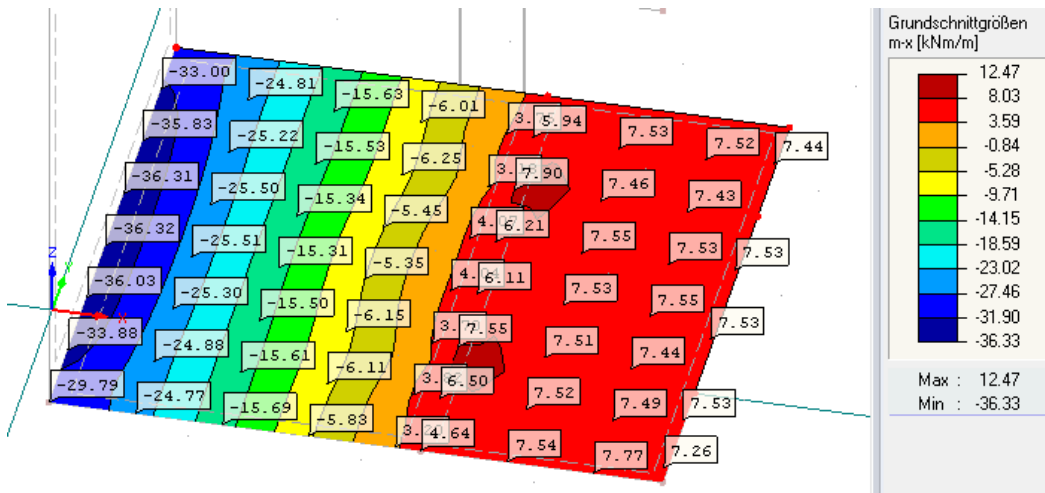 Grundschnittgrößen
m-x [kNm/m]
12.47
8.03
3.59
-0.84
-5.28
-9.71
-14.15
-18.59
-23.02
-27.46
-31.90
-36.33
Max : 12.47
Min : -36.33
-33.00 -24.81 -15.63 -6.01 5.94 7.53 7.52 7.44
-35.83 -25.22 -15.53 -6.25 7.90 7.46 7.43
-36.31 -25.50 -15.34 -5.45 6.21 7.55 7.53 7.53
-36.32 -25.51 -15.31 -5.35 6.11 7.53 7.55 7.53
-36.03 -25.30 -15.50 -6.15 7.55 7.51 7.44
-33.88 -24.88 -15.61 -6.11 6.50 7.52 7.49 7.53
-29.79 -24.77 -15.69 -5.83 4.64 7.54 7.77 7.26
Z
X